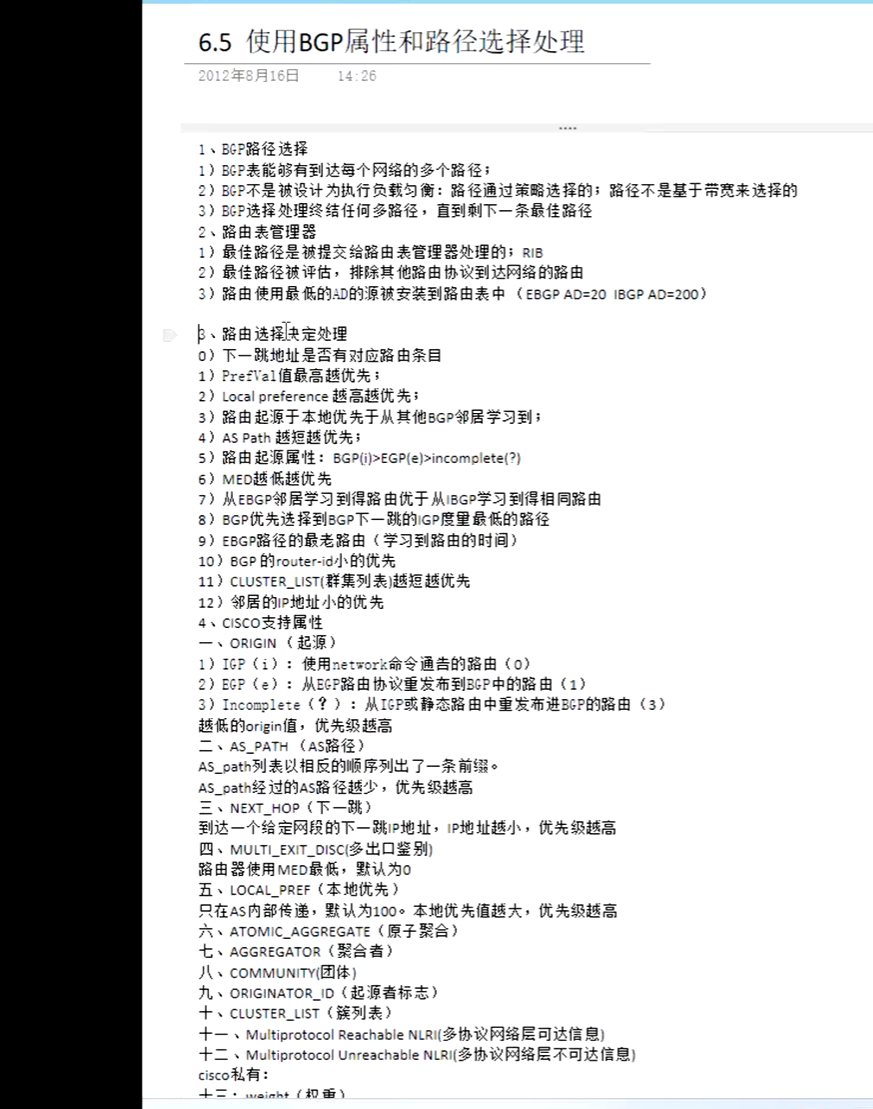 6.5 使用BGP属性和路径选择处理
2012年8月16日 14:26
1、BGP路径选择
1）BGP表能够有到达每个网络的多个路径；
2）BGP不是被设计为执行负载匀衡：路径通过策略选择的；路径不是基于带宽来选择的
3）BGP选择处理终结任何多路径，直到剩下一条最佳路径
2、路由表管理器
1）最佳路径是被提交给路由表管理器处理的；RIB
2）最佳路径被评估，排除其他路由协议到达网络的路由
3）路由使用最低的AD的源被安装到路由表中（EBGP AD=20 IBGP AD=200）
3、路由选择决定处理
0）下一跳地址是否有对应路由条目
1）PrefVal值最高越优先；
2）Local preference 越高越优先；
3）路由起源于本地优先于从其他BGP邻居学习到；
4）AS Path 越短越优先；
5）路由起源属性：BGP(i)>EGP(e)>incomplete(?)
6）MED越低越优先
7）从EBGP邻居学习到得路由优于从IBGP学习到得相同路由
8）BGP优先选择到BGP下一跳的IGP度量最低的路径
9）EBGP路径的最老路由（学习到路由的时间）
10）BGP 的router-id小的优先
11）CLUSTER_LIST(群集列表)越短越优先
12）邻居的IP地址小的优先
4、CISCO支持属性
一、ORIGIN（起源）
1）IGP（i）：使用network命令通告的路由（0）
2）EGP（e）：从EGP路由协议重发布到BGP中的路由（1）
3）Incomplete（？）：从IGP或静态路由中重发布进BGP的路由（3）
越低的origin值，优先级越高
二、AS_PATH （AS路径）
AS_path列表以相反的顺序列出了一条前缀。
AS_path经过的AS路径越少，优先级越高
三、NEXT_HOP（下一跳）
到达一个给定网段的下一跳IP地址，IP地址越小，优先级越高
四、MULTI_EXIT_DISC(多出口鉴别)
路由器使用MED最低，默认为0
五、LOCAL_PREF（本地优先）
只在AS内部传递，默认为100。本地优先值越大，优先级越高
六、ATOMIC_AGGREGATE（原子聚合）
七、AGGREGATOR（聚合者）
八、COMMUNITY(团体)
九、ORIGINATOR_ID（起源者标志）
十、CLUSTER_LIST（簇列表）
十一、Multiprotocol Reachable NLRI(多协议网络层可达信息)
十二、Multiprotocol Unreachable NLRI(多协议网络层不可达信息)
cisco私有：
十三：weight（权重）